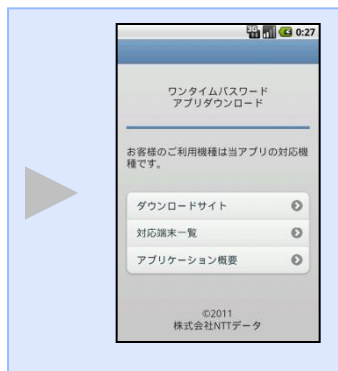 0:27
ワンタイムパスワード
アプリダウンロード
お客様のご利用機種は当アプリの対応機
種です。
ダウンロードサイト
対応端末一覧
アプリケーション概要
©2011
株式会社NTTデータ